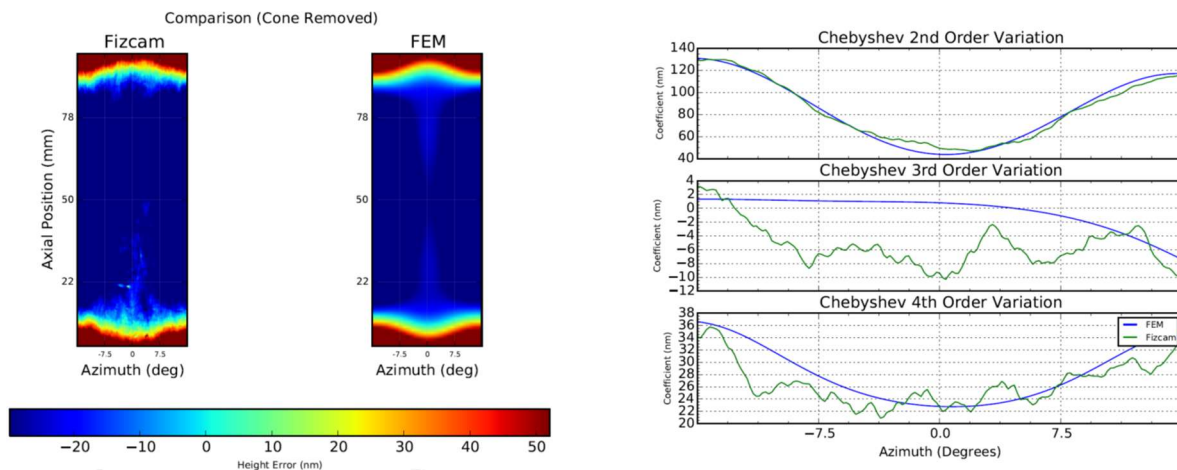 Comparison (Cone Removed)
Fizcam
FEM
78
50
22
Axial Position (mm)
-7.5 0 7.5
-7.5 0 7.5
Azimuth (deg)
Azimuth (deg)
−20 −10 0 10 20 30 40 50
Height Error (nm)
Chebyshev 2nd Order Variation
140
120
100
80
60
40
Coefficient (nm)
Chebyshev 3rd Order Variation
4
2
0
−2
−4
−6
−8
−10
−12
Coefficient (nm)
Chebyshev 4th Order Variation
38
36
34
32
30
28
26
24
22
20
Coefficient (nm)
FEM
Fizcam
−7.5 0.0 7.5
Azimuth (Degrees)